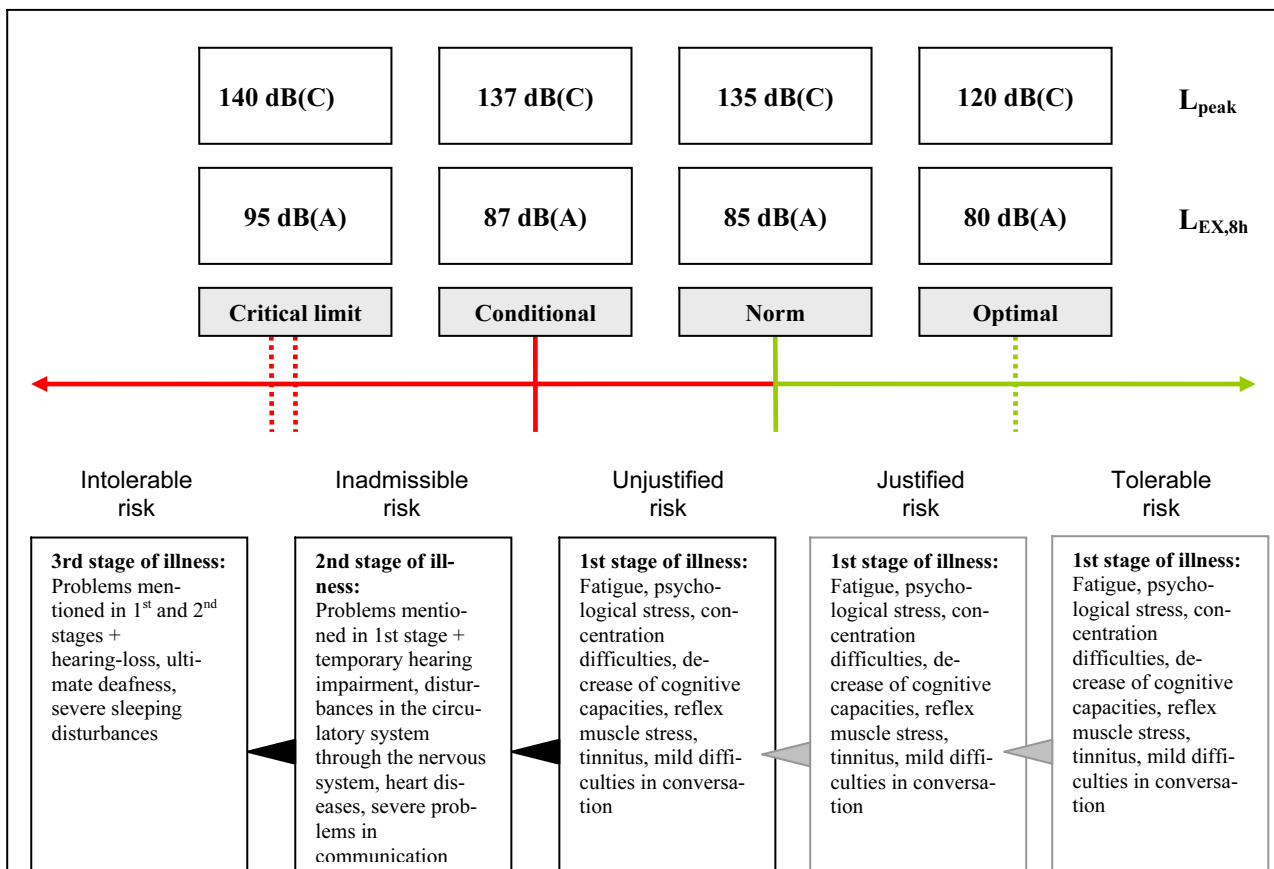 140 dB(C)
137 dB(C)
135 dB(C)
120 dB(C)
Lpeak
95 dB(A)
87 dB(A)
85 dB(A)
80 dB(A)
LEX,8h
Critical limit
Conditional
Norm
Optimal
Intolerable
risk
Inadmissible
risk
Unjustified
risk
Justified
risk
Tolerable
risk
3rd stage of illness:
Problems men-
tioned in 1st and 2nd
stages +
hearing-loss, ulti-
mate deafness,
severe sleeping
disturbances
2nd stage of ill-
ness:
Problems mentio-
ned in 1st stage +
temporary hearing
impairment, distur-
bances in the circu-
latory system
through the nervous
system, heart dis-
eases, severe prob-
lems in
communication
1st stage of illness:
Fatigue, psycho-
logical stress, con-
centration
difficulties, de-
crease of cognitive
capacities, reflex
muscle stress,
tinnitus, mild diffi-
culties in conversa-
tion
1st stage of illness:
Fatigue, psycho-
logical stress, con-
centration
difficulties, de-
crease of cognitive
capacities, reflex
muscle stress,
tinnitus, mild diffi-
culties in conversa-
tion
1st stage of illness:
Fatigue, psycho-
logical stress, con-
centration
difficulties, de-
crease of cognitive
capacities, reflex
muscle stress,
tinnitus, mild diffi-
culties in conversa-
tion